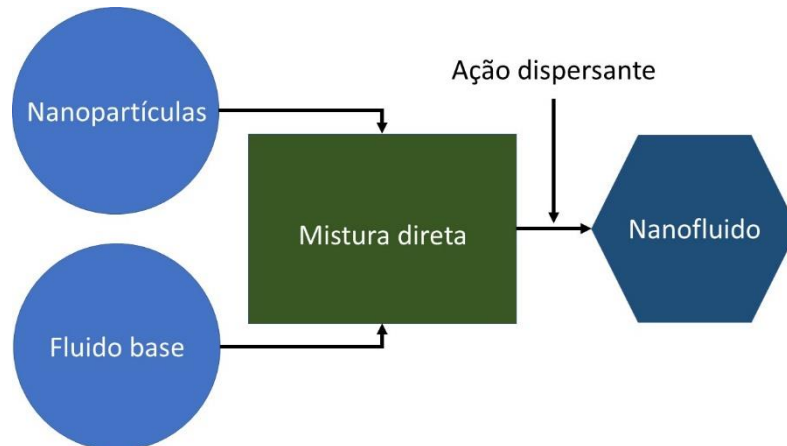 Ação dispersante
Nanopartículas
Mistura direta
Nanofluido
Fluido base